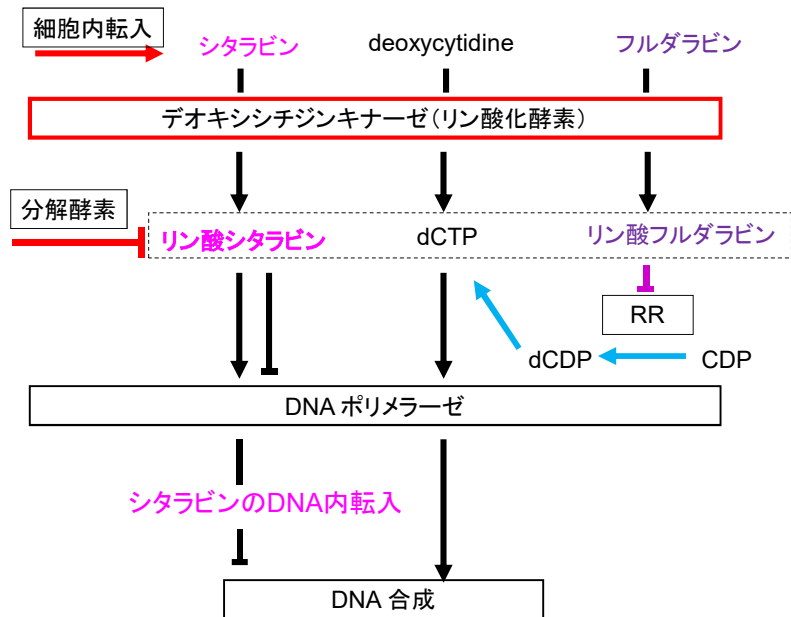 細胞内転入
シタラビン
deoxycytidine
フルダラビン
デオキシシチジンキナーゼ(リン酸化酵素)
分解酵素
リン酸シタラビン
dCTP
リン酸フルダラビン
RR
dCDP
CDP
DNA ポリメラーゼ
シタラビンのDNA内転入
DNA 合成